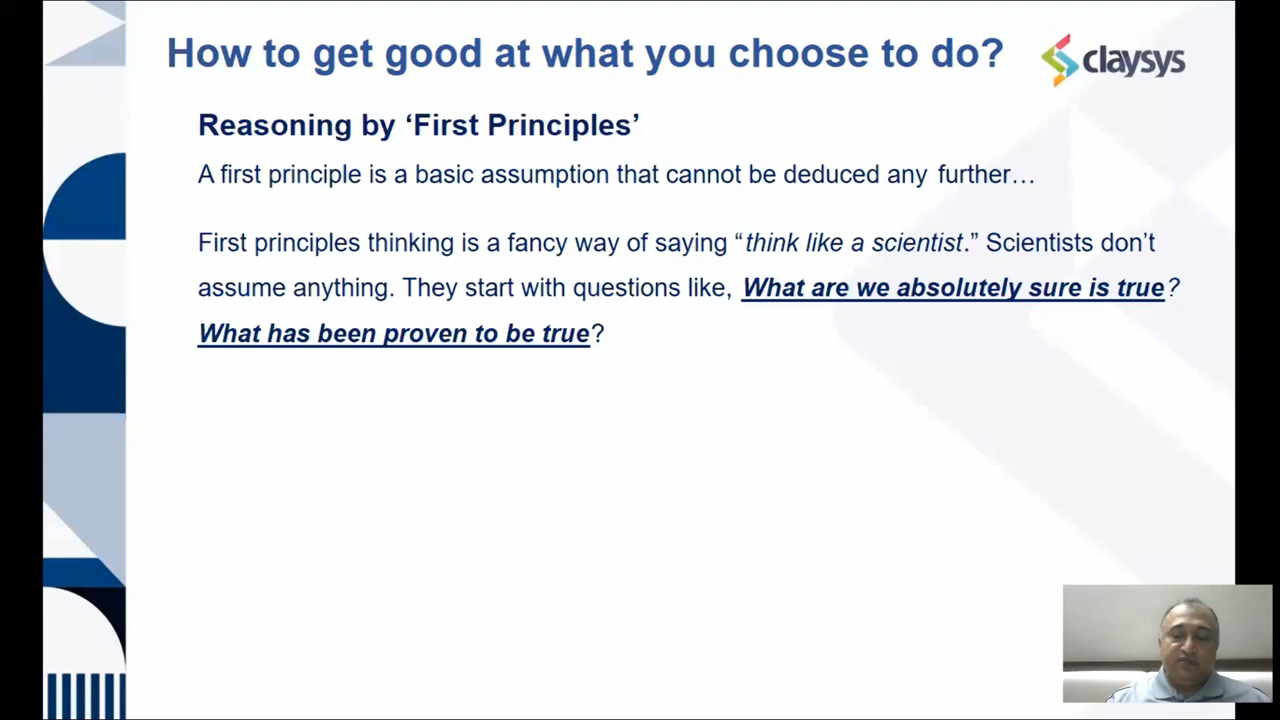 How to get good at what you choose to do?
claysys
Reasoning by ‘First Principles’
A first principle is a basic assumption that cannot be deduced any further…
First principles thinking is a fancy way of saying “think like a scientist.” Scientists don’t
assume anything. They start with questions like, What are we absolutely sure is true?
What has been proven to be true?